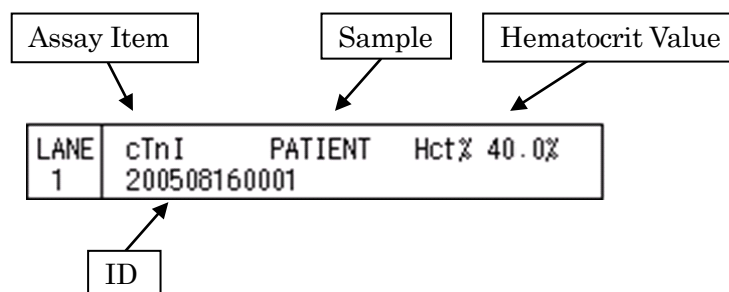 Assay Item
Sample
Hematocrit Value
LANE cTnI PATIENT Hct% 40.0%
1 200508160001
ID